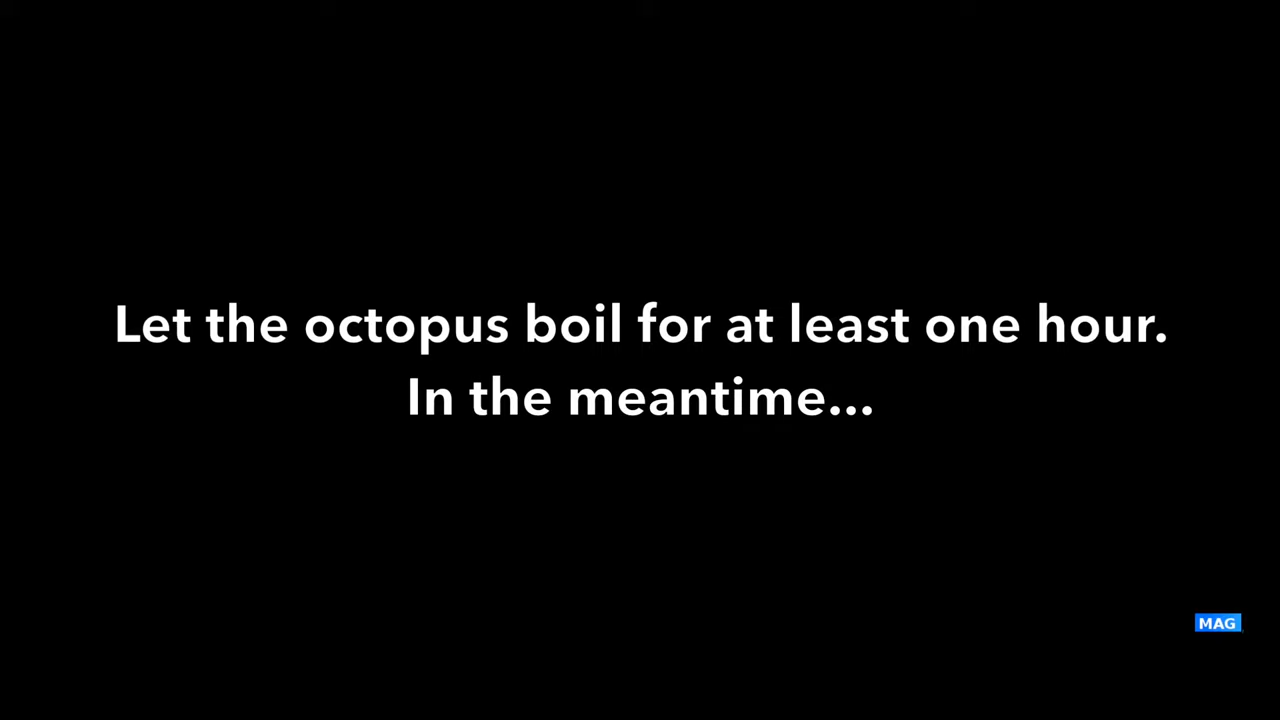 Let the octopus boil for at least one hour.
In the meantime...
MAG